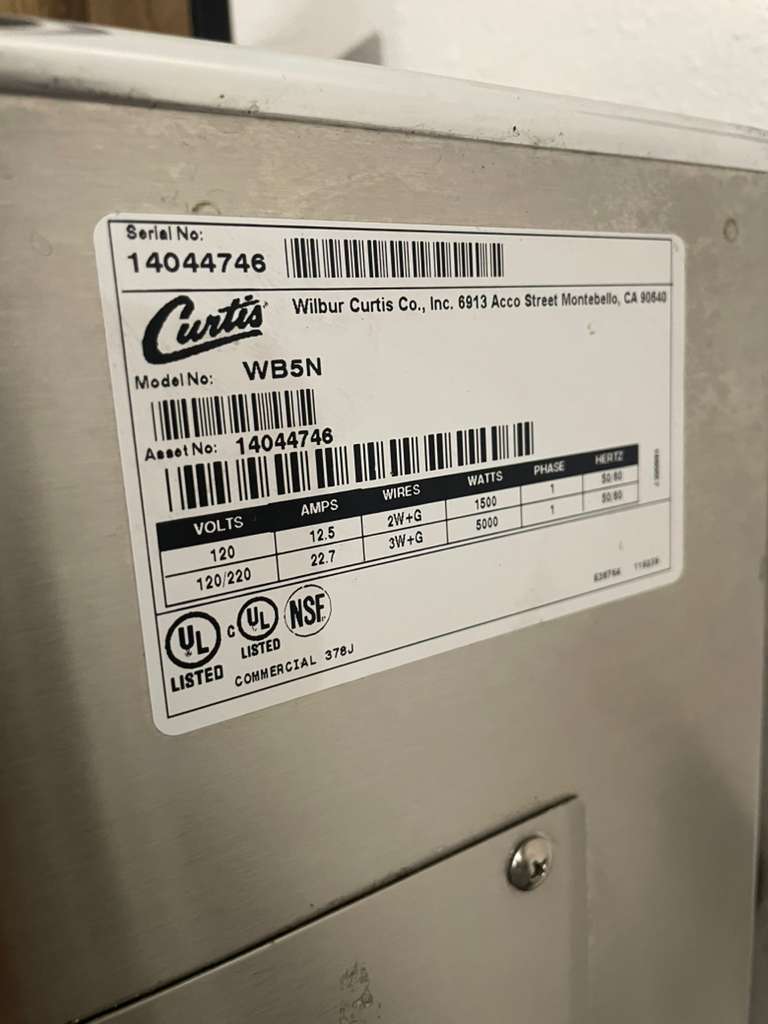 Serial No:
14044746
Curtis
Wilbur Curtis Co., Inc. 6913 Acco Street Montebello, CA 90640
Model No: WB5N
Asset No: 14044746
VOLTS AMPS WIRES WATTS PHASE HERTZ
120 12.5 2W+G 1500 1 50/60
120/220 22.7 3W+G 5000 1 50/60
UL C UL NSF
LISTED LISTED
COMMERCIAL 378J